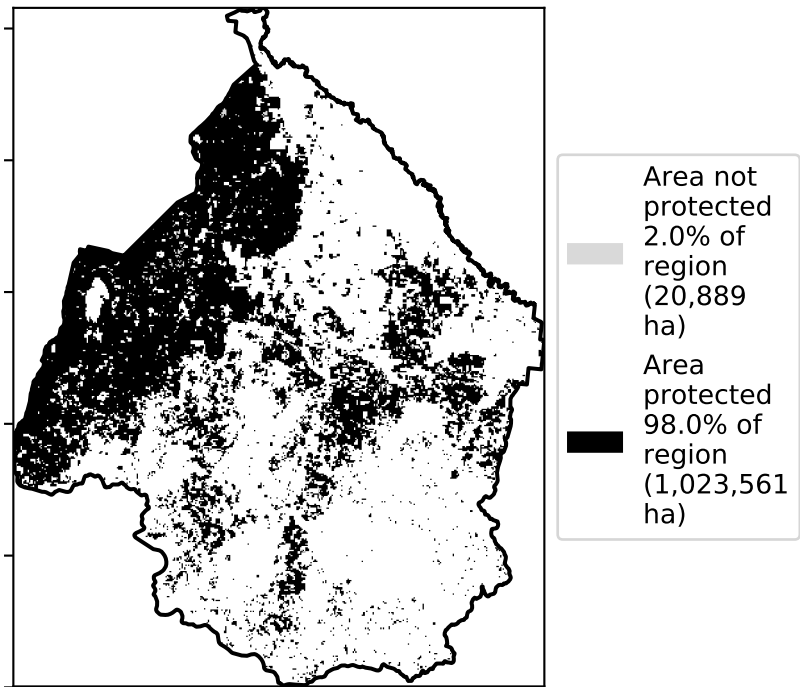 Area not
protected
2.0% of
region
(20,889
ha)
Area
protected
98.0% of
region
(1,023,561
ha)